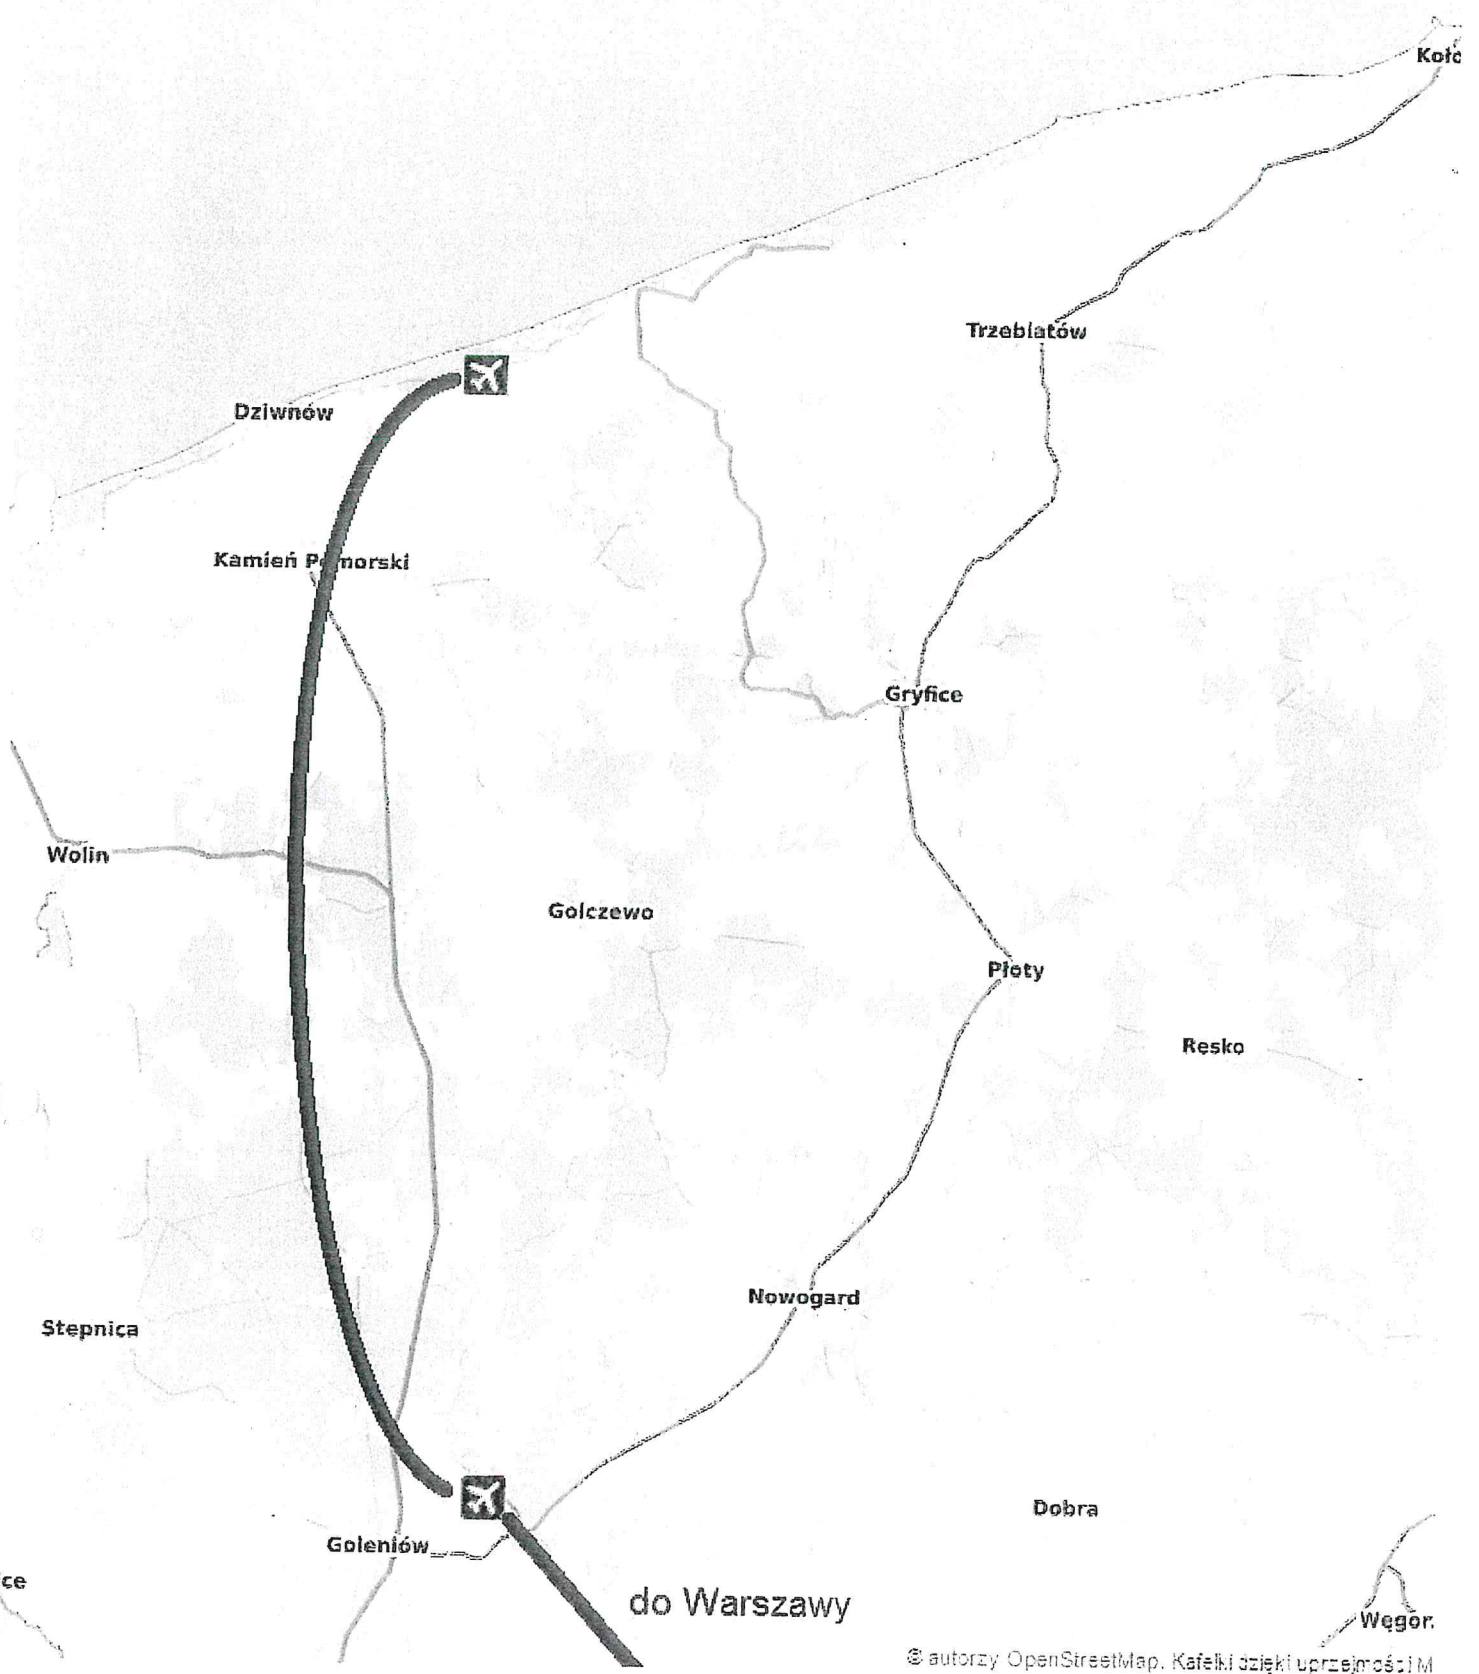 Koło
Trzebiatów
Dziwnów
Kamień P morski
Gryfice
Wolin
Golczewo
Płoty
Resko
Nowogard
Stepnica
Dobra
Goleniów
ce
do Warszawy
Węgor.
© autorzy OpenStreetMap. Kafelki dzięki uprzejmości M